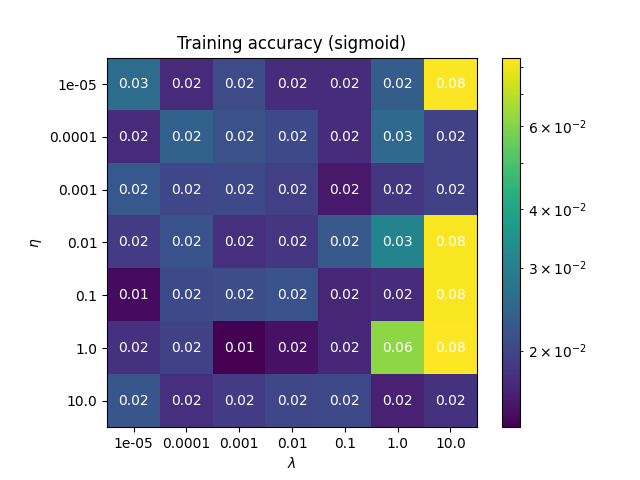 Training accuracy (sigmoid)
1e-05 0.03 0.02 0.02 0.02 0.02 0.02 0.08
0.0001 0.02 0.02 0.02 0.02 0.02 0.03 0.02
0.001 0.02 0.02 0.02 0.02 0.02 0.02 0.02
0.01 0.02 0.02 0.02 0.02 0.02 0.03 0.08
0.1 0.01 0.02 0.02 0.02 0.02 0.02 0.08
1.0 0.02 0.02 0.01 0.02 0.02 0.06 0.08
10.0 0.02 0.02 0.02 0.02 0.02 0.02 0.02
1e-05 0.0001 0.001 0.01 0.1 1.0 10.0
λ
η
6 × 10⁻²
4 × 10⁻²
3 × 10⁻²
2 × 10⁻²